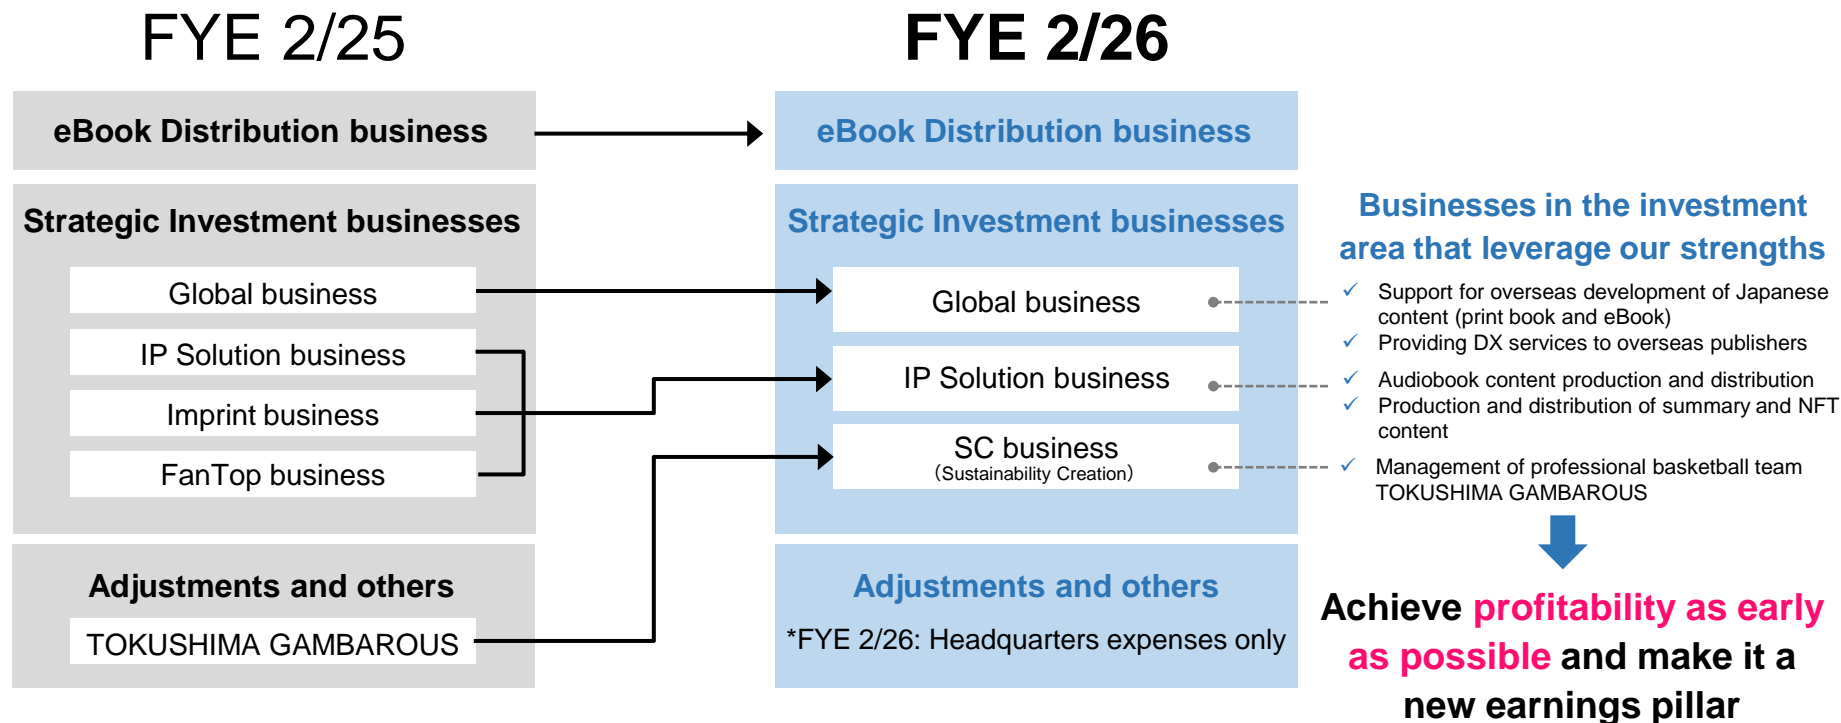 FYE 2/25
FYE 2/26
eBook Distribution business
Strategic Investment businesses
Global business
IP Solution business
Imprint business
FanTop business
Adjustments and others
TOKUSHIMA GAMBAROUS
eBook Distribution business
Strategic Investment businesses
Global business
IP Solution business
SC business
(Sustainability Creation)
Adjustments and others
*FYE 2/26: Headquarters expenses only
Businesses in the investment
area that leverage our strengths
✓ Support for overseas development of Japanese
content (print book and eBook)
✓ Providing DX services to overseas publishers
✓ Audiobook content production and distribution
✓ Production and distribution of summary and NFT
content
✓ Management of professional basketball team
TOKUSHIMA GAMBAROUS
Achieve profitability as early
as possible and make it a
new earnings pillar